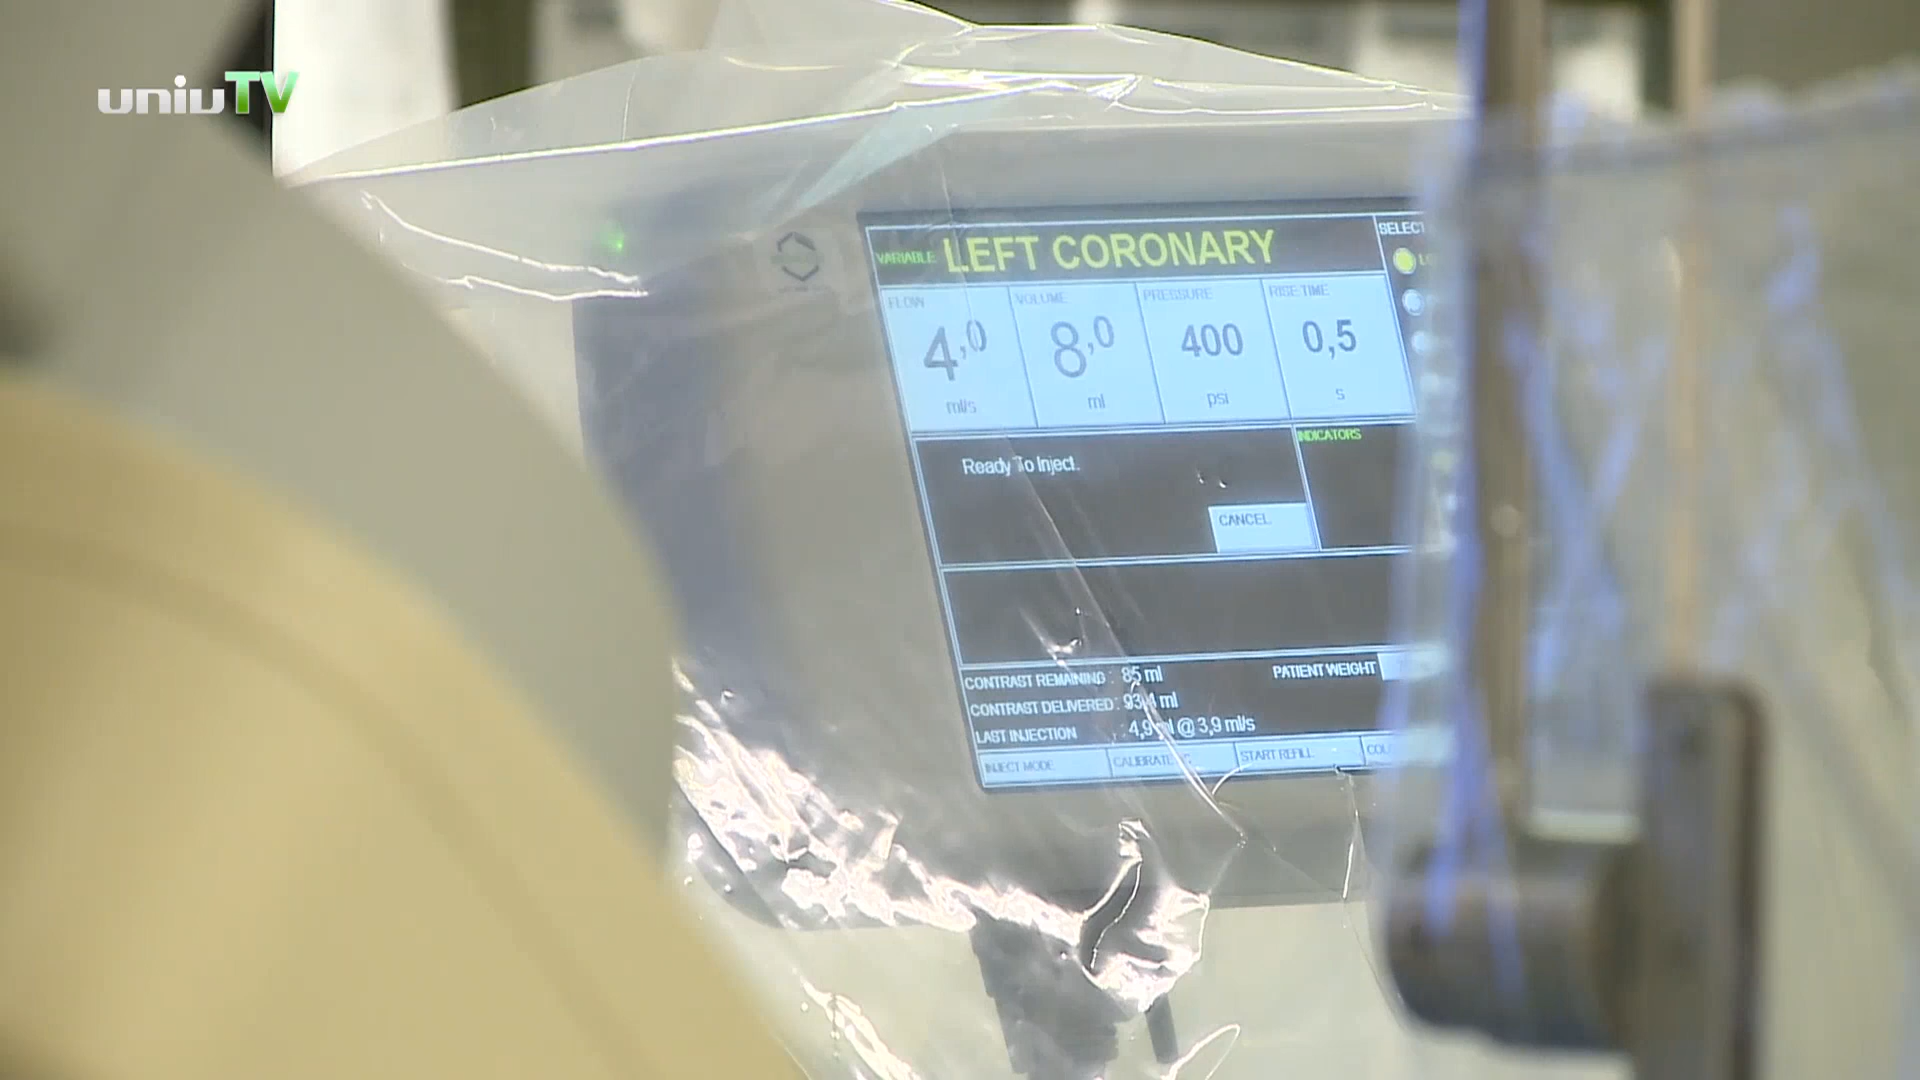 uniuTV
VARIABLE: LEFT CORONARY
FLOW VOLUME PRESSURE RISE TIME
4,0 8,0 400 0,5
ml/s ml psi s
INDICATORS
Ready To Inject.
CANCEL
CONTRAST REMAINING : 85 ml PATIENT WEIGHT
CONTRAST DELIVERED : 93,4 ml
LAST INJECTION : 4,9 ml @ 3,9 ml/s
INJECT MODE START REFILL